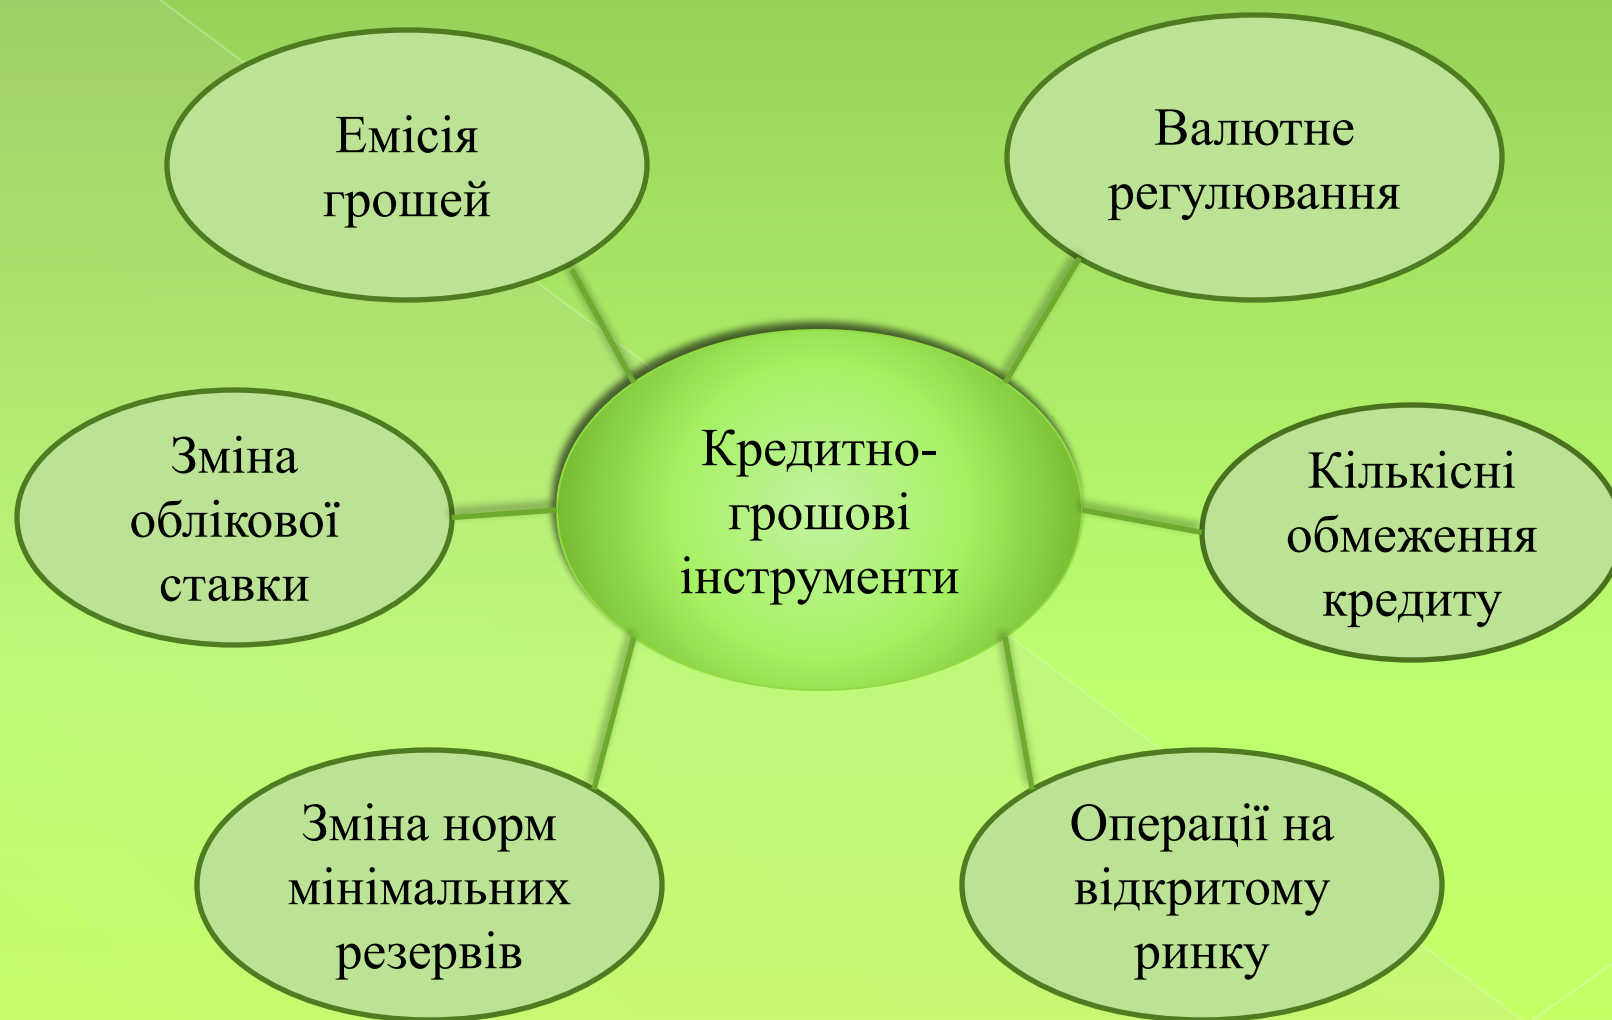 Емісія
грошей
Валютне
регулювання
Зміна
облікової
ставки
Кредитно-
грошові
інструменти
Кількісні
обмеження
кредиту
Зміна норм
мінімальних
резервів
Операції на
відкритому
ринку